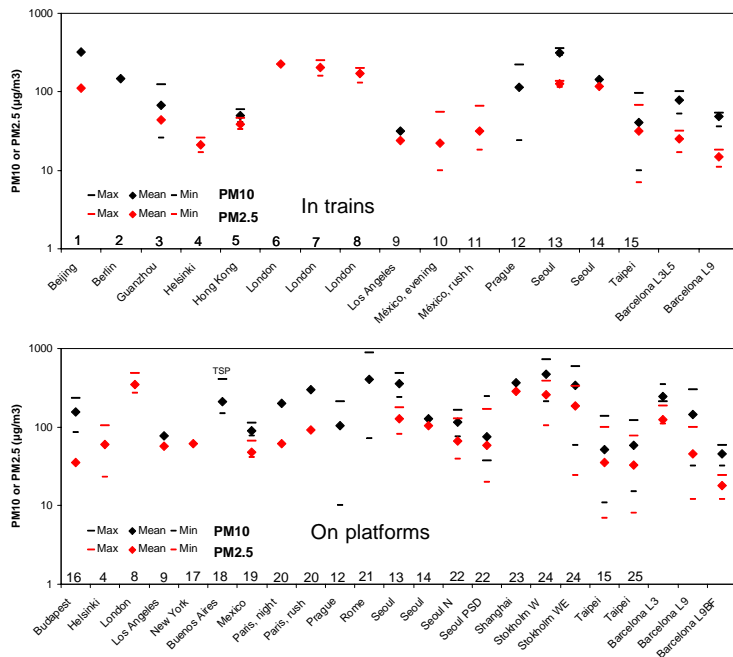 1000
100
10
1
PM10 or PM2.5 (µg/m3)
Max Mean Min PM10
Max Mean Min PM2.5
In trains
1 2 3 4 5 6 7 8 9 10 11 12 13 14 15
Beijing
Berlin
Guanzhou
Helsinki
Hong Kong
London
London
London
Los Angeles
México, evening
México, rush h
Prague
Seoul
Seoul
Taipei
Barcelona L3L5
Barcelona L9
1000
100
10
1
PM10 or PM2.5 (µg/m3)
TSP
Max Mean Min PM10
Max Mean Min PM2.5
On platforms
16 4 8 9 17 18 19 20 20 12 21 13 14 22 22 23 24 24 15 25
Budapest
Helsinki
London
Los Angeles
New York
Buenos Aires
Mexico
Paris, night
Paris, rush
Prague
Rome
Seoul
Seoul
Seoul N
Seoul PSD
Shanghai
Stokholm W
Stokholm WE
Taipei
Taipei
Barcelona L3
Barcelona L9
Barcelona L9BF